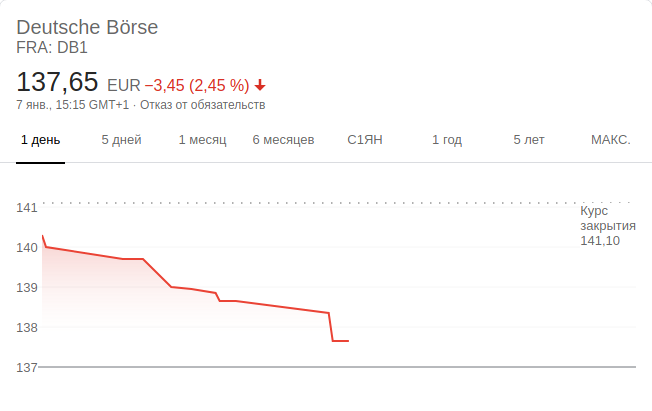 Deutsche Börse
FRA: DB1
137,65 EUR −3,45 (2,45 %)
7 янв., 15:15 GMT+1 · Отказ от обязательств
1 день 5 дней 1 месяц 6 месяцев С1ЯН 1 год 5 лет МАКС.
141
Курс
закрытия
141,10
140
139
138
137